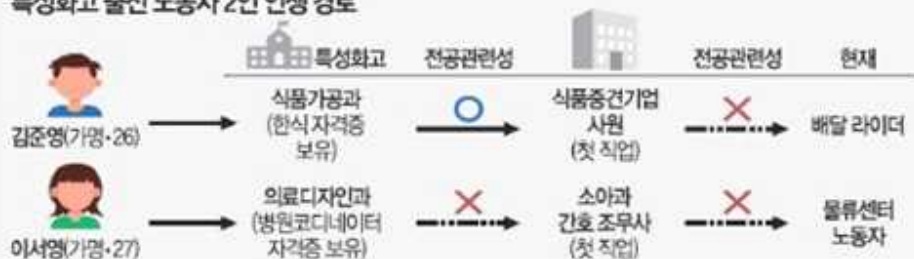 특성화고 출신 노동자 2인 인생 경로
특성화고 전공관련성 전공관련성 현재
김준영(가명·26)
식품가공과
(한식 자격증
보유)
식품중견기업
사원
(첫 직업)
배달 라이더
이서영(가명·27)
의료디자인과
(병원코디네이터
자격증 보유)
소아과
간호 조무사
(첫 직업)
물류센터
노동자